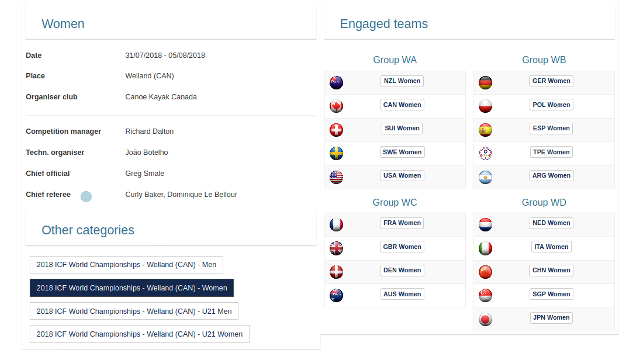 Women
Date 31/07/2018 - 05/08/2018
Place Welland (CAN)
Organiser club Canoe Kayak Canada
Competition manager Richard Dalton
Techn. organiser João Botelho
Chief official Greg Smale
Chief referee Curly Baker, Dominique Le Bellour
Other categories
2018 ICF World Championships - Welland (CAN) - Men
2018 ICF World Championships - Welland (CAN) - Women
2018 ICF World Championships - Welland (CAN) - U21 Men
2018 ICF World Championships - Welland (CAN) - U21 Women
Engaged teams
Group WA
NZL Women
CAN Women
SUI Women
SWE Women
USA Women
Group WB
GER Women
POL Women
ESP Women
TPE Women
ARG Women
Group WC
FRA Women
GBR Women
DEN Women
AUS Women
Group WD
NED Women
ITA Women
CHN Women
SGP Women
JPN Women